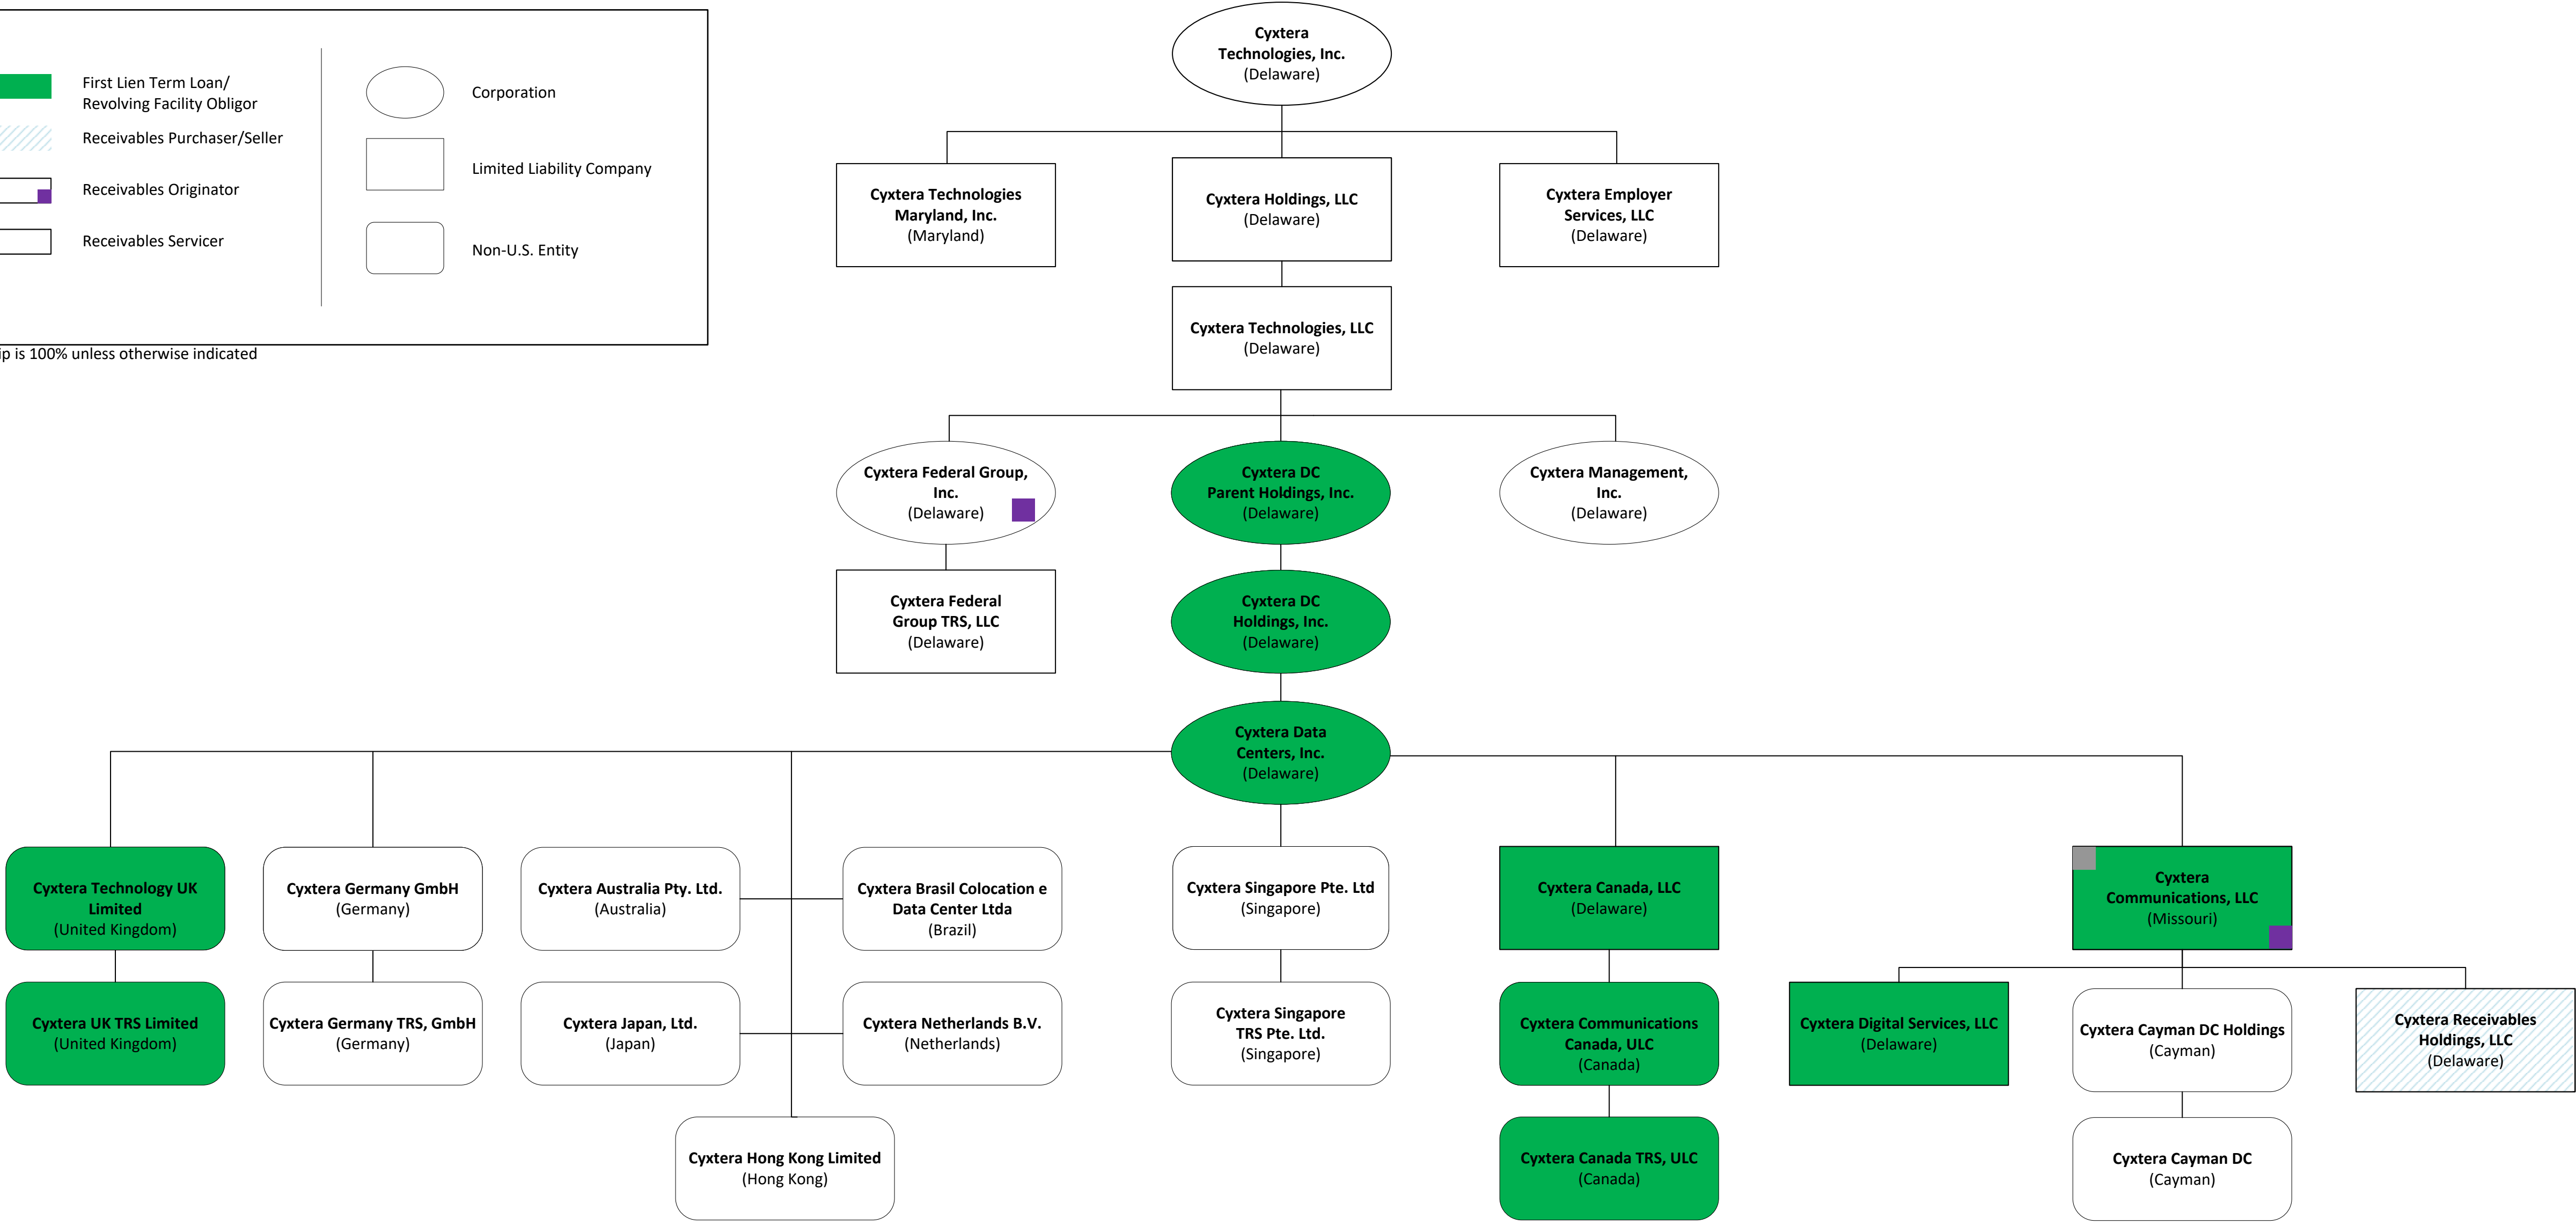 First Lien Term Loan/
Revolving Facility Obligor
Receivables Purchaser/Seller
Receivables Originator
Receivables Servicer
Corporation
Limited Liability Company
Non-U.S. Entity
is 100% unless otherwise indicated
Cyxtera
Technologies, Inc.
(Delaware)
Cyxtera Technologies
Maryland, Inc.
(Maryland)
Cyxtera Holdings, LLC
(Delaware)
Cyxtera Employer
Services, LLC
(Delaware)
Cyxtera Technologies, LLC
(Delaware)
Cyxtera Federal Group,
Inc.
(Delaware)
Cyxtera DC
Parent Holdings, Inc.
(Delaware)
Cyxtera Management,
Inc.
(Delaware)
Cyxtera Federal
Group TRS, LLC
(Delaware)
Cyxtera DC
Holdings, Inc.
(Delaware)
Cyxtera Data
Centers, Inc.
(Delaware)
Cyxtera Technology UK
Limited
(United Kingdom)
Cyxtera Germany GmbH
(Germany)
Cyxtera Australia Pty. Ltd.
(Australia)
Cyxtera Brasil Colocation e
Data Center Ltda
(Brazil)
Cyxtera Singapore Pte. Ltd
(Singapore)
Cyxtera Canada, LLC
(Delaware)
Cyxtera
Communications, LLC
(Missouri)
Cyxtera UK TRS Limited
(United Kingdom)
Cyxtera Germany TRS, GmbH
(Germany)
Cyxtera Japan, Ltd.
(Japan)
Cyxtera Netherlands B.V.
(Netherlands)
Cyxtera Singapore
TRS Pte. Ltd.
(Singapore)
Cyxtera Communications
Canada, ULC
(Canada)
Cyxtera Digital Services, LLC
(Delaware)
Cyxtera Cayman DC Holdings
(Cayman)
Cyxtera Receivables
Holdings, LLC
(Delaware)
Cyxtera Hong Kong Limited
(Hong Kong)
Cyxtera Canada TRS, ULC
(Canada)
Cyxtera Cayman DC
(Cayman)